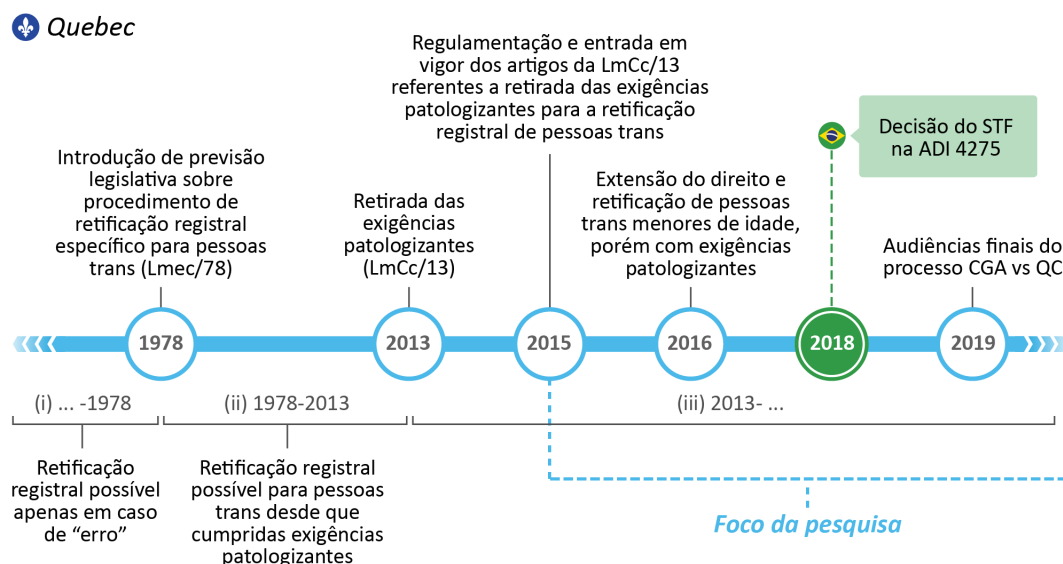 Quebec
Regulamentação e entrada em
vigor dos artigos da LmCc/13
referentes a retirada das exigências
patologizantes para a retificação
registral de pessoas trans
Decisão do STF
na ADI 4275
Introdução de previsão
legislativa sobre
procedimento de
retificação registral
específico para pessoas
trans (Lmec/78)
Retirada das
exigências
patologizantes
(LmCc/13)
Extensão do direito e
retificação de pessoas
trans menores de idade,
porém com exigências
patologizantes
Audiências finais do
processo CGA vs QC
1978
2013
2015
2016
2018
2019
(i) ... -1978
(ii) 1978-2013
(iii) 2013- ...
Retificação
registral possível
apenas em caso
de “erro”
Retificação registral
possível para pessoas
trans desde que
cumpridas exigências
patologizantes
Foco da pesquisa